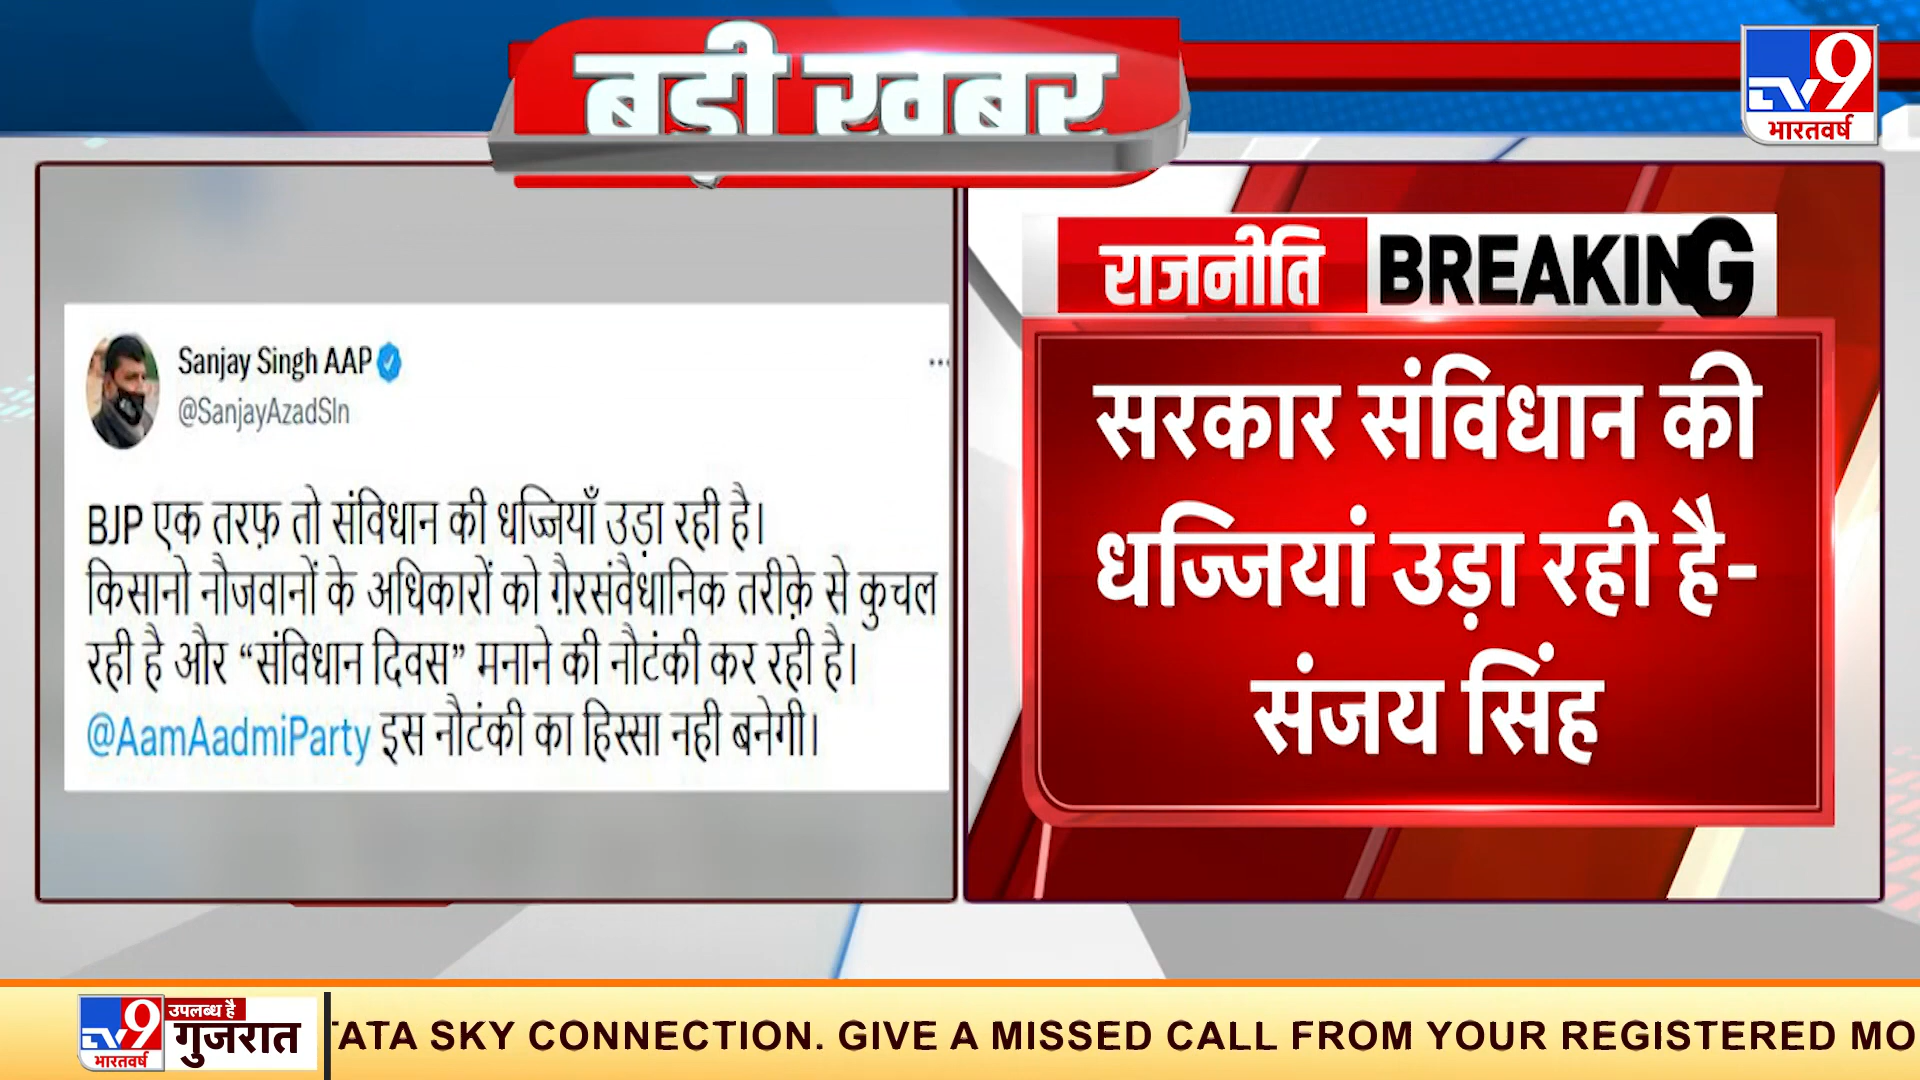 बड़ी खबर
TV9
भारतवर्ष
राजनीति BREAKING
सरकार संविधान की
धज्जियां उड़ा रही है-
संजय सिंह
Sanjay Singh AAP
@SanjayAzadSln
BJP एक तरफ़ तो संविधान की धज्जियाँ उड़ा रही है।
किसानो नौजवानों के अधिकारों को ग़ैरसंवैधानिक तरीक़े से कुचल
रही है और “संविधान दिवस” मनाने की नौटंकी कर रही है।
@AamAadmiParty इस नौटंकी का हिस्सा नही बनेगी।
TV9
भारतवर्ष
उपलब्ध है
गुजरात
TATA SKY CONNECTION. GIVE A MISSED CALL FROM YOUR REGISTERED MO